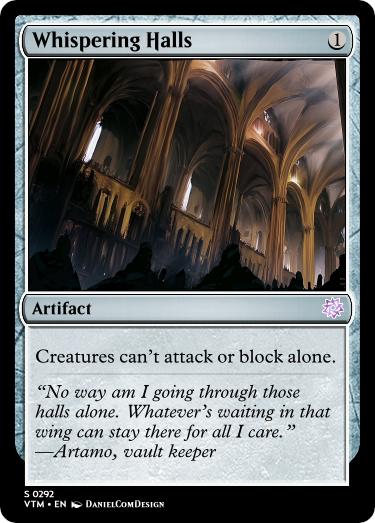 Whispering Halls 1
Artifact
Creatures can't attack or block alone.
"No way am I going through those
halls alone. Whatever's waiting in that
wing can stay there for all I care."
—Artamo, vault keeper
S 0292
VTM • EN DanielComDesign